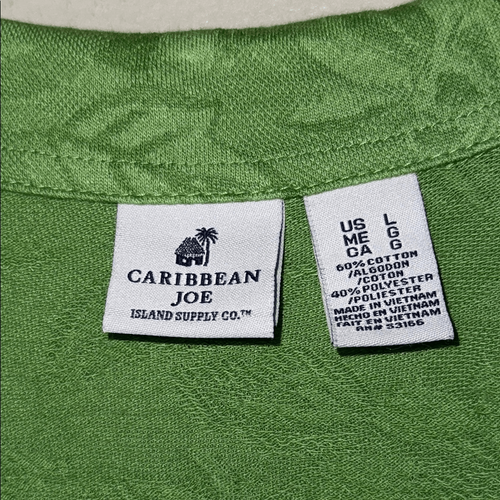 CARIBBEAN
JOE
ISLAND SUPPLY CO.™
US L
ME G
CA G
60% COTTON
/ALGODON
/COTON
40% POLYESTER
/POLIESTER
MADE IN VIETNAM
HECHO EN VIETNAM
FAIT EN VIETNAM
RN# 53166